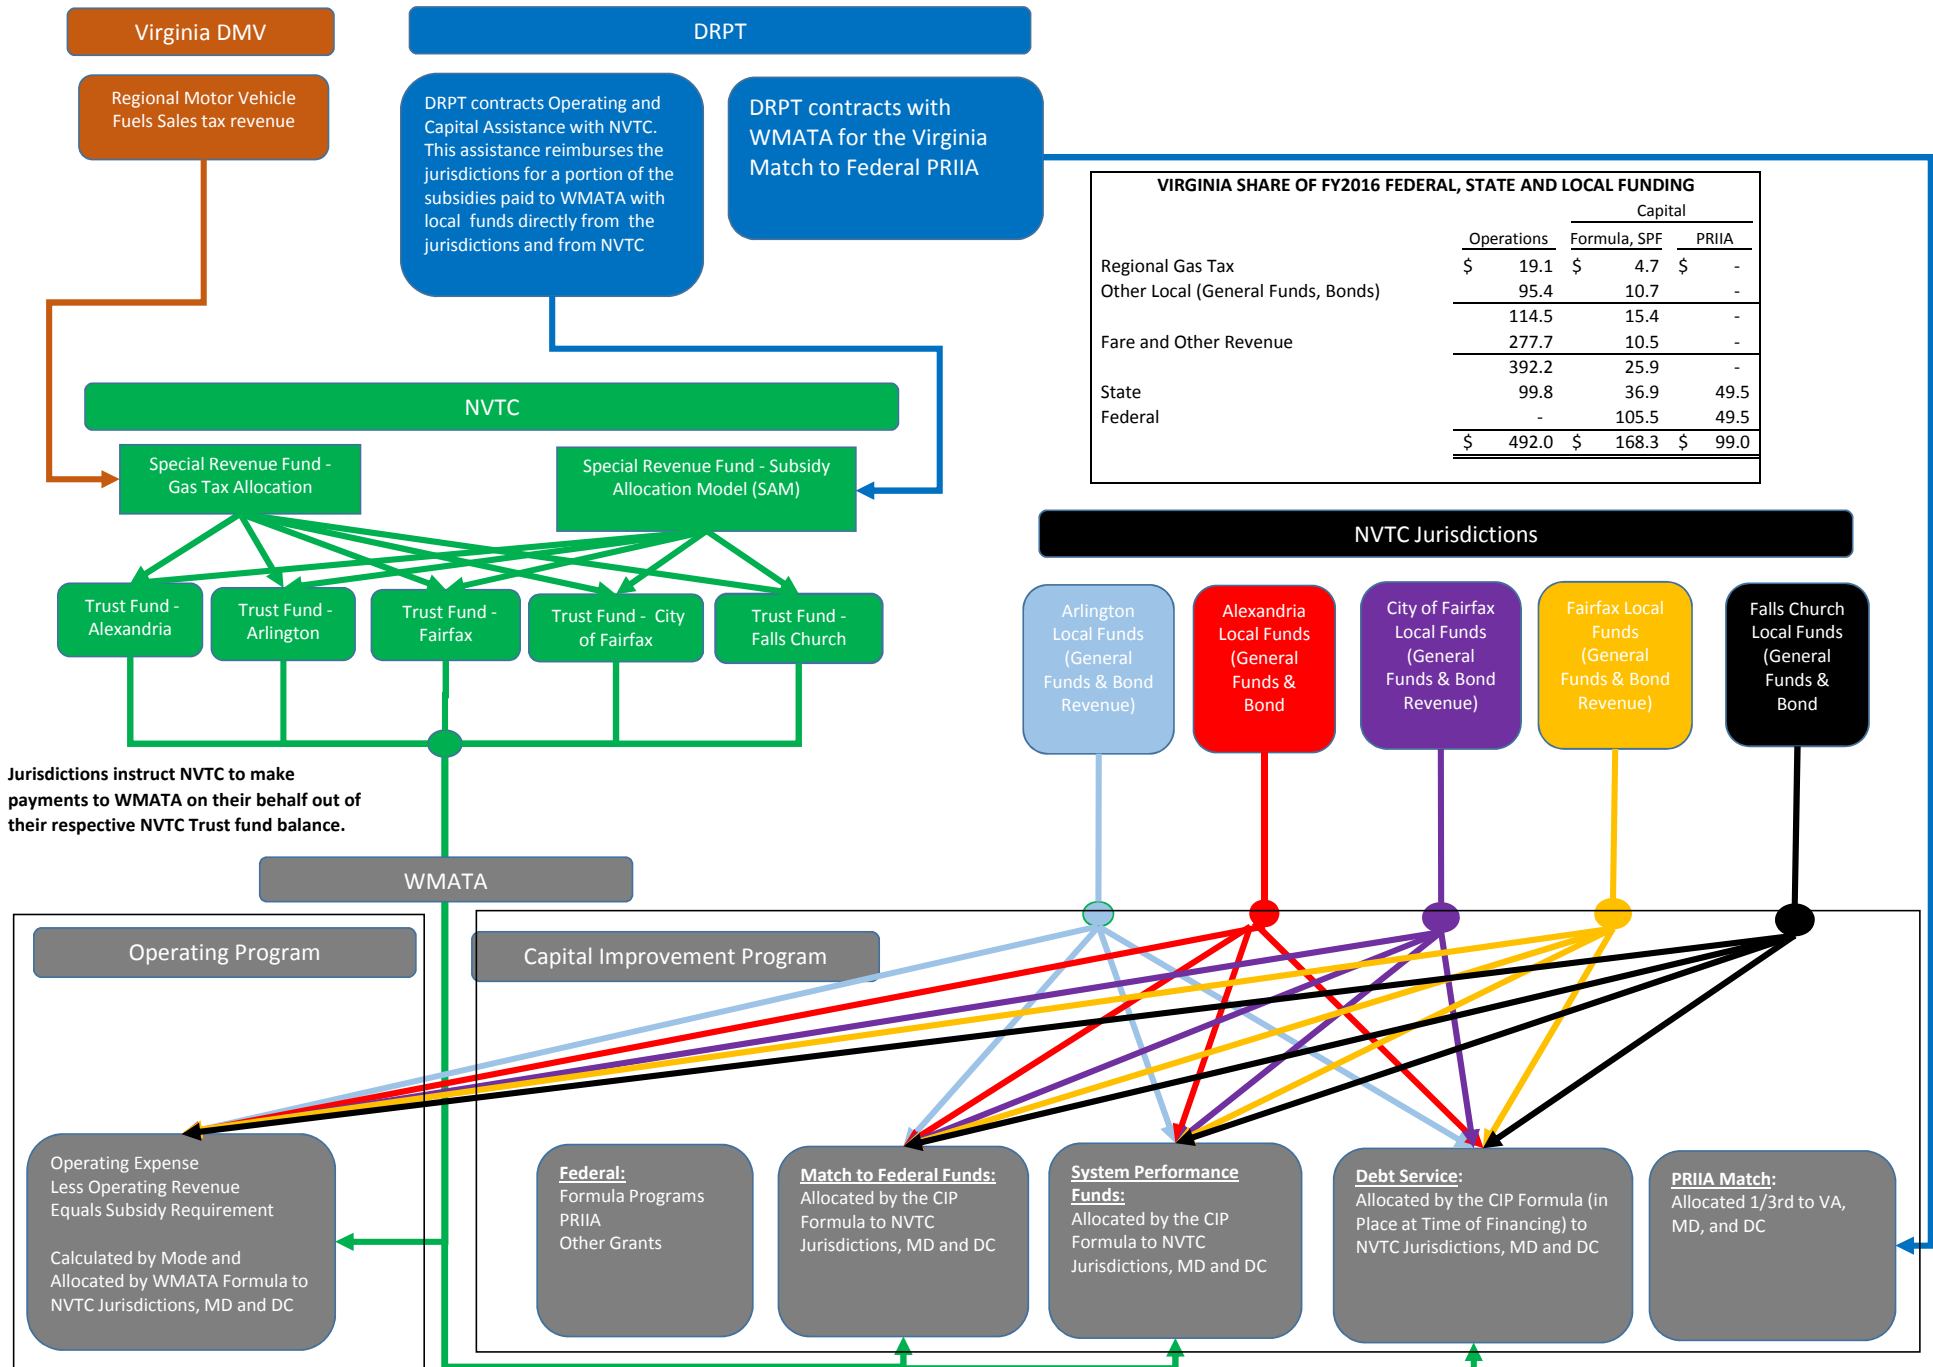 Virginia DMV
DRPT
Regional Motor Vehicle
Fuels Sales tax revenue
DRPT contracts Operating and
Capital Assistance with NVTC.
This assistance reimburses the
jurisdictions for a portion of the
subsidies paid to WMATA with
local funds directly from the
jurisdictions and from NVTC
DRPT contracts with
WMATA for the Virginia
Match to Federal PRIIA
VIRGINIA SHARE OF FY2016 FEDERAL, STATE AND LOCAL FUNDING
Capital
Operations Formula, SPF PRIIA
Regional Gas Tax $ 19.1 $ 4.7 $ -
Other Local (General Funds, Bonds) 95.4 10.7 -
114.5 15.4 -
Fare and Other Revenue 277.7 10.5 -
392.2 25.9 -
State 99.8 36.9 49.5
Federal - 105.5 49.5
$ 492.0 $ 168.3 $ 99.0
NVTC
Special Revenue Fund -
Gas Tax Allocation
Special Revenue Fund - Subsidy
Allocation Model (SAM)
Trust Fund -
Alexandria
Trust Fund -
Arlington
Trust Fund -
Fairfax
Trust Fund - City
of Fairfax
Trust Fund -
Falls Church
NVTC Jurisdictions
Arlington
Local Funds
(General
Funds & Bond
Revenue)
Alexandria
Local Funds
(General
Funds &
Bond
City of Fairfax
Local Funds
(General
Funds & Bond
Revenue)
Fairfax Local
Funds
(General
Funds & Bond
Revenue)
Falls Church
Local Funds
(General
Funds &
Bond
Jurisdictions instruct NVTC to make
payments to WMATA on their behalf out of
their respective NVTC Trust fund balance.
WMATA
Operating Program
Capital Improvement Program
Operating Expense
Less Operating Revenue
Equals Subsidy Requirement
Calculated by Mode and
Allocated by WMATA Formula to
NVTC Jurisdictions, MD and DC
Federal:
Formula Programs
PRIIA
Other Grants
Match to Federal Funds:
Allocated by the CIP
Formula to NVTC
Jurisdictions, MD and DC
System Performance
Funds:
Allocated by the CIP
Formula to NVTC
Jurisdictions, MD and DC
Debt Service:
Allocated by the CIP Formula (in
Place at Time of Financing) to
NVTC Jurisdictions, MD and DC
PRIIA Match:
Allocated 1/3rd to VA,
MD, and DC